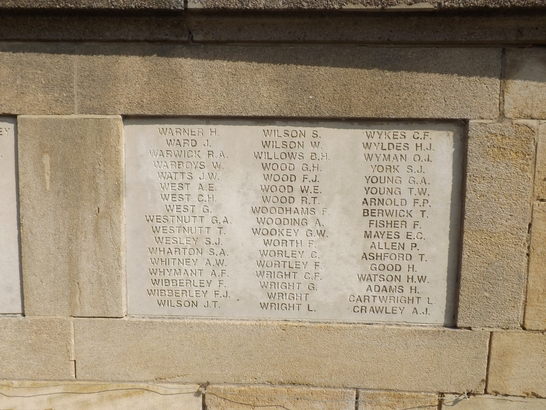 WARNER H.
WARD J.
WARWICK R.A.
WARBOYS W.
WATTS J.W.
WEST A.E.
WEST C.H.
WEST G.
WESTNUTT G.A.
WESTNUTT T.
WESLEY S.J.
WHARTON S.A.
WHITNEY A.W.
WHYMANT A.F.
WIBBERLEY F.
WIBBERLEY F.J.
WILSON J.T.
WILSON S.
WILSON W.
WILLOWS B.H.
WOOD G.H.
WOOD F.J.
WOOD W.E.
WOOD R.T.
WOODHAMS F.
WOODING A.
WOOKEY G.W.
WORTH F.
WORLEY C.
WORTLEY F.
WRIGHT C.F.
WRIGHT G.
WRIGHT
WRIGHT L.
WYKES C.F.
WYLDES H.J.
WYMAN O.J.
YORK S.J.
YOUNG G.A.
YOUNG T.W.
ARNOLD F.P.
BERWICK T.
FISHER F.
MAYES E.C.
ALLEN P.
ASHFORD T.
GOOD H.
WATSON H.W.
ADAMS H.
CARTWRIGHT L.
CRAWLEY A.J.